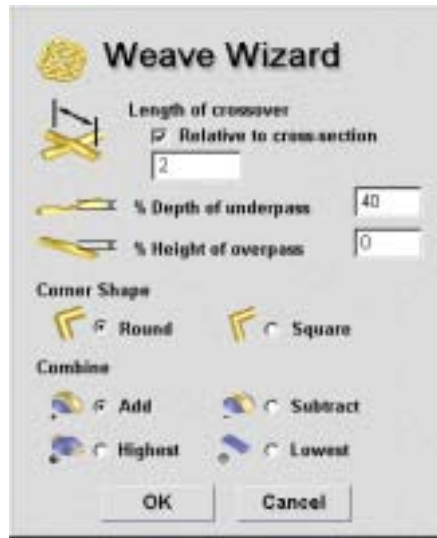 Weave Wizard
Length of crossover
Relative to cross-section
2
% Depth of underpass 40
% Height of overpass 0
Corner Shape
Round Square
Combine
Add Subtract
Highest Lowest
OK Cancel